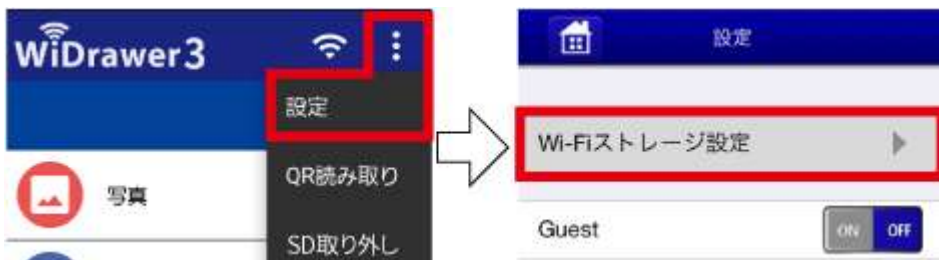 WiDrawer3
設定
QR読み取り
SD取り外し
写真
設定
Wi-Fiストレージ設定
Guest
ON OFF